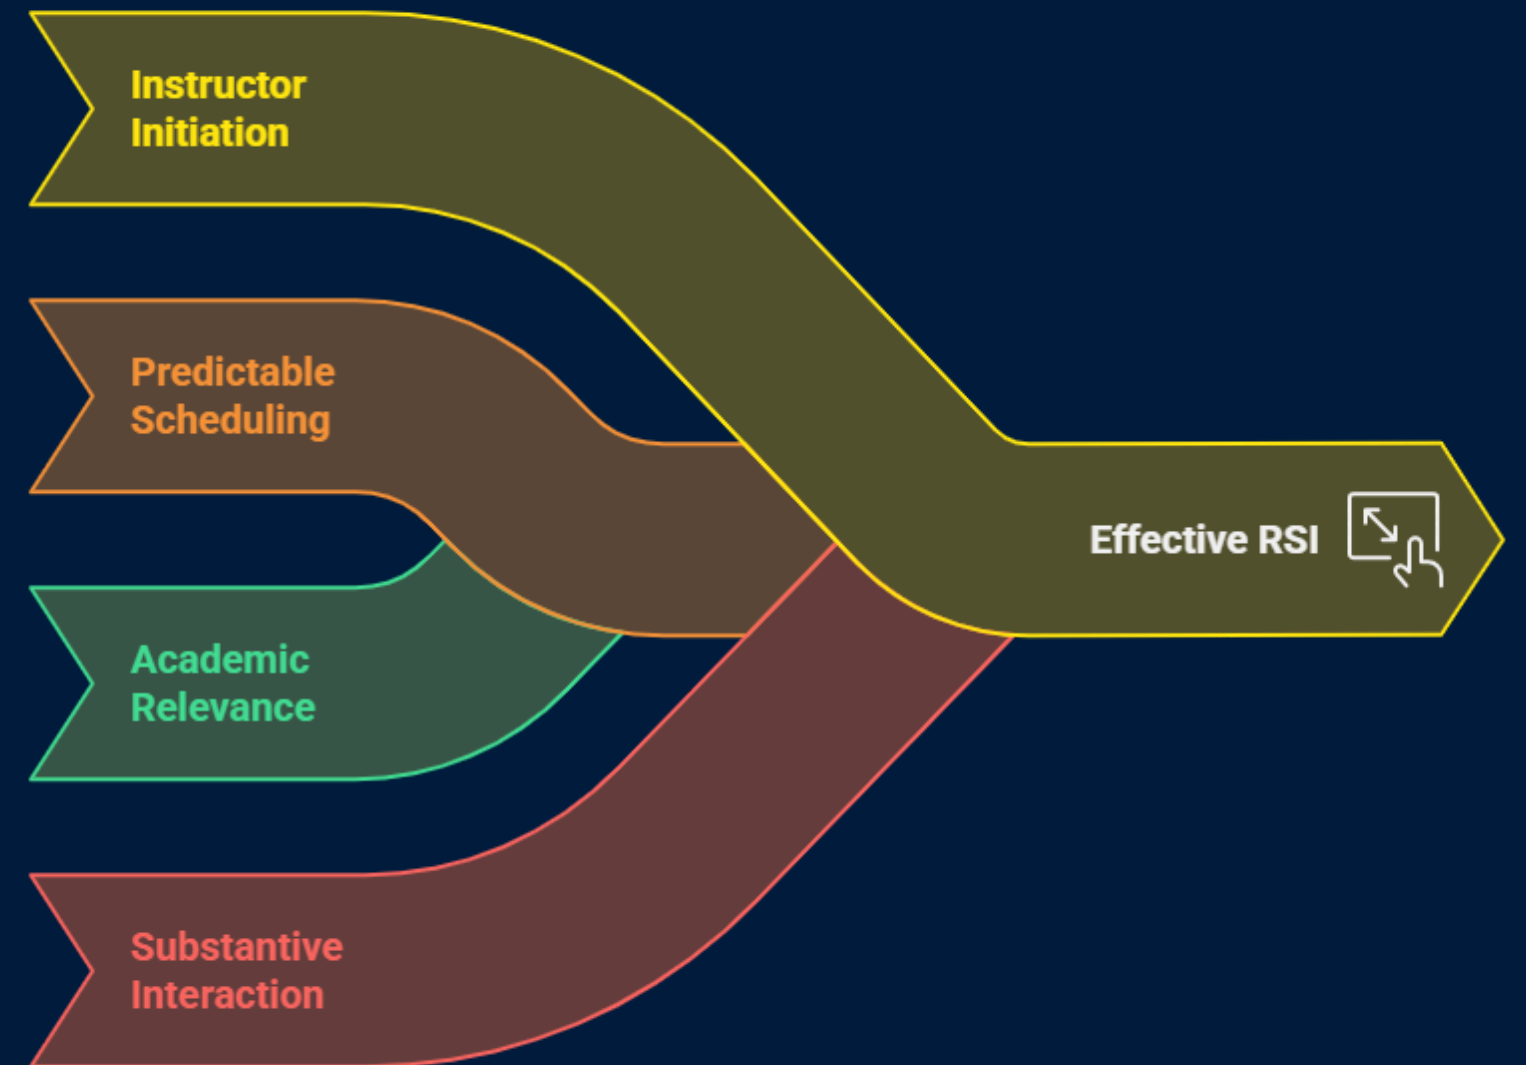 Instructor
Initiation
Predictable
Scheduling
Effective RSI
Academic
Relevance
Substantive
Interaction